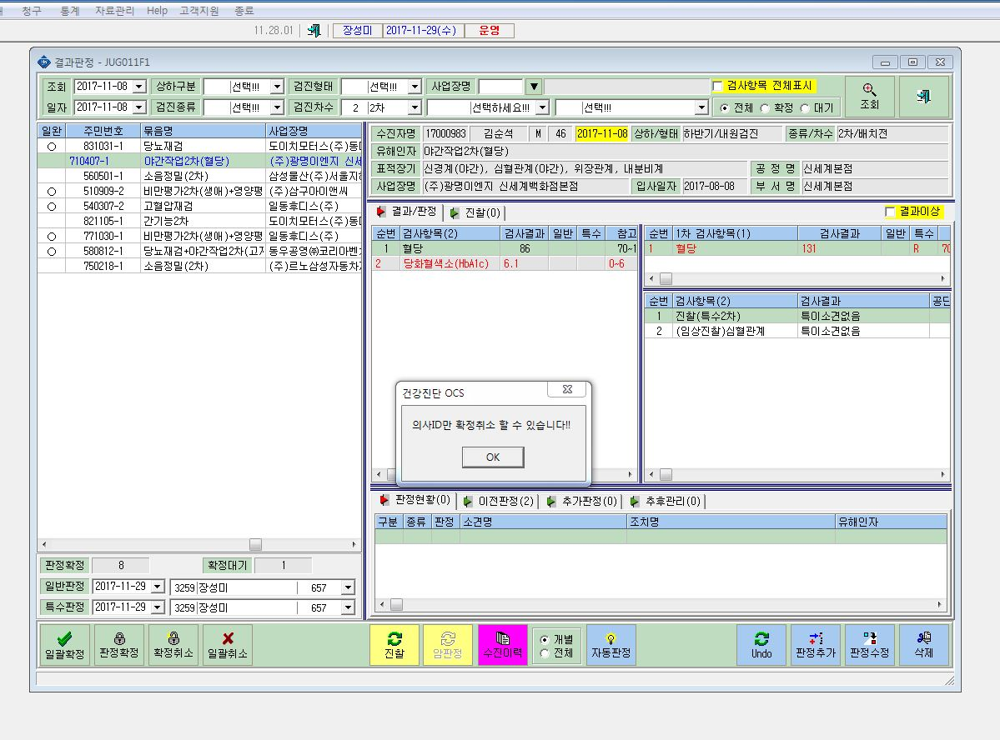 청구 통계 자료관리 Help 고객지원 종료
11.28.01 장성미 2017-11-29(수) 운영
결과판정 - JUG011F1
조회 2017-11-08 상하구분 선택!!! 검진형태 선택!!! 사업장명 검사항목 전체표시
일자 2017-11-08 검진종류 선택!!! 검진차수 2 2차 선택하세요!!! 선택!!! 전체 확정 대기 조회
일완 주민번호 묶음명 사업장명
831031-1 당뇨재검 도이치모터스(주)동대
710407-1 야간작업2차(혈당) (주)광명이엔지 신세
560501-1 소음정밀(2차) 삼성물산(주)서울지하
510909-2 비만평가2차(생애)+영양평 (주)삼구아이앤씨
540307-2 고혈압재검 일동후디스(주)
821105-1 간기능2차 도이치모터스(주)동대
771030-1 비만평가2차(생애)+영양평 일동후디스(주)
580812-1 당뇨재검+야간작업2차(고지 동우공영㈜코리아벤처
750218-1 소음정밀(2차) (주)르노삼성자동차
수진자명 17000983 김순석 M 46 2017-11-08 상하/형태 하반기/내원검진 종류/차수 2차/배치전
유해인자 야간작업2차(혈당)
표적장기 신경계(야간), 심혈관계(야간), 위장관계, 내분비계 공 정 명 신세계본점
사업장명 (주)광명이엔지 신세계백화점본점 입사일자 2017-08-08 부 서 명 신세계본점
결과/판정 진찰(0) 결과이상
순번 검사항목(2) 검사결과 일반 특수 참고
1 혈당 86 70~1
2 당화혈색소(HbA1c) 6.1 0~6
순번 1차 검사항목(1) 검사결과 일반 특수
1 혈당 131 R 70
순번 검사항목(2) 검사결과 공단
1 진찰(특수2차) 특이소견없음
2 (임상진찰)심혈관계 특이소견없음
건강진단 OCS
의사ID만 확정취소 할 수 있습니다!!
OK
판정현황(0) 이전판정(2) 추가판정(0) 추후관리(0)
구분 종류 판정 소견명 조치명 유해인자
판정확정 8 확정대기 1
일반판정 2017-11-29 3259 장성미 657
특수판정 2017-11-29 3259 장성미 657
일괄확정 판정확정 확정취소 일괄취소 진찰 암판정 수진이력 개별 전체 자동판정 Undo 판정추가 판정수정 삭제